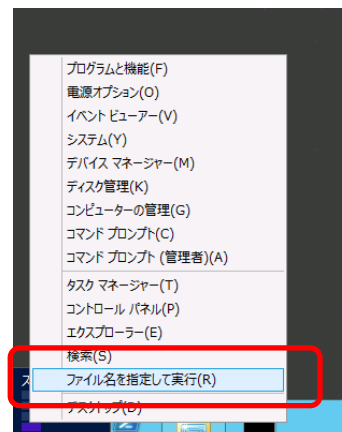 プログラムと機能(F)
電源オプション(O)
イベント ビューアー(V)
システム(Y)
デバイス マネージャー(M)
ディスク管理(K)
コンピューターの管理(G)
コマンド プロンプト(C)
コマンド プロンプト (管理者)(A)
タスク マネージャー(T)
コントロール パネル(P)
エクスプローラー(E)
検索(S)
ファイル名を指定して実行(R)
デスクトップ(D)
ス